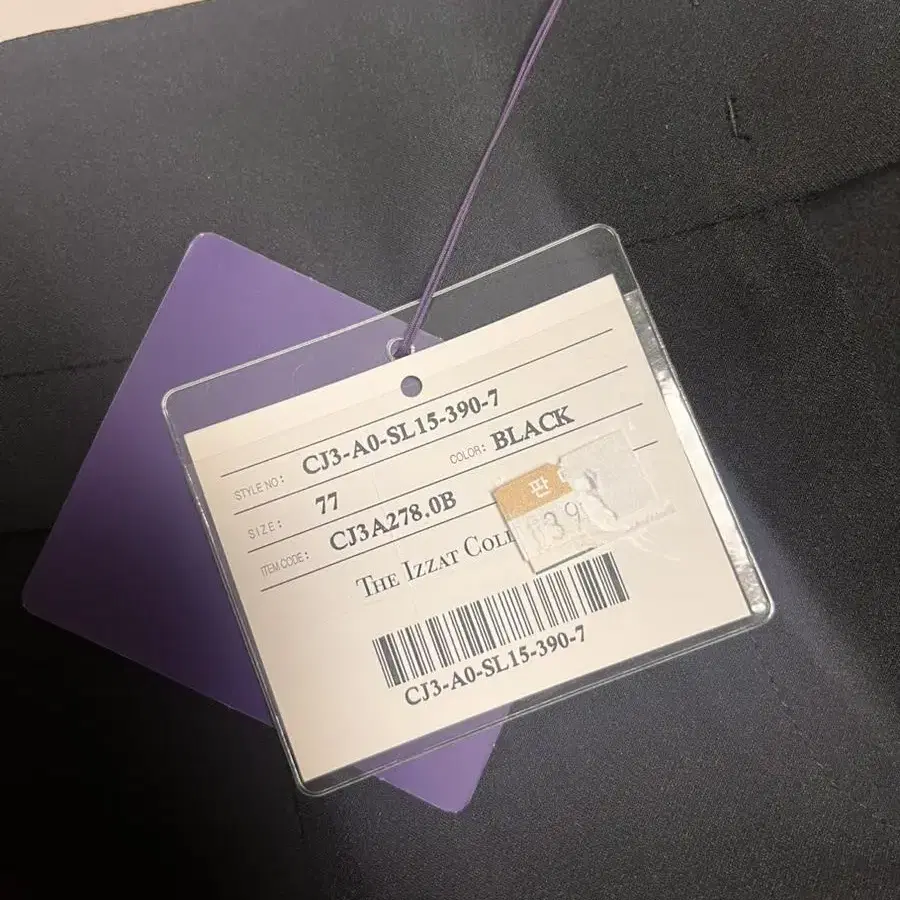 STYLE NO: CJ3-A0-SL15-390-7
SIZE: 77 COLOR: BLACK
ITEM CODE: CJ3A278.0B
판
39
THE IZZAT
CJ3-A0-SL15-390-7